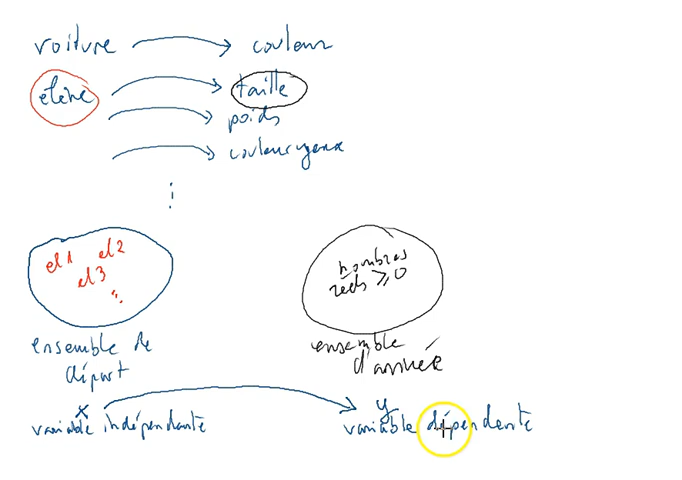 voiture couleur
élève taille
poids
couleur yeux
⋮
el1 el2
el3
nombres
réels ≥ 0
ensemble de
départ
ensemble
d'arrivée
x y
variable indépendante variable dépendante